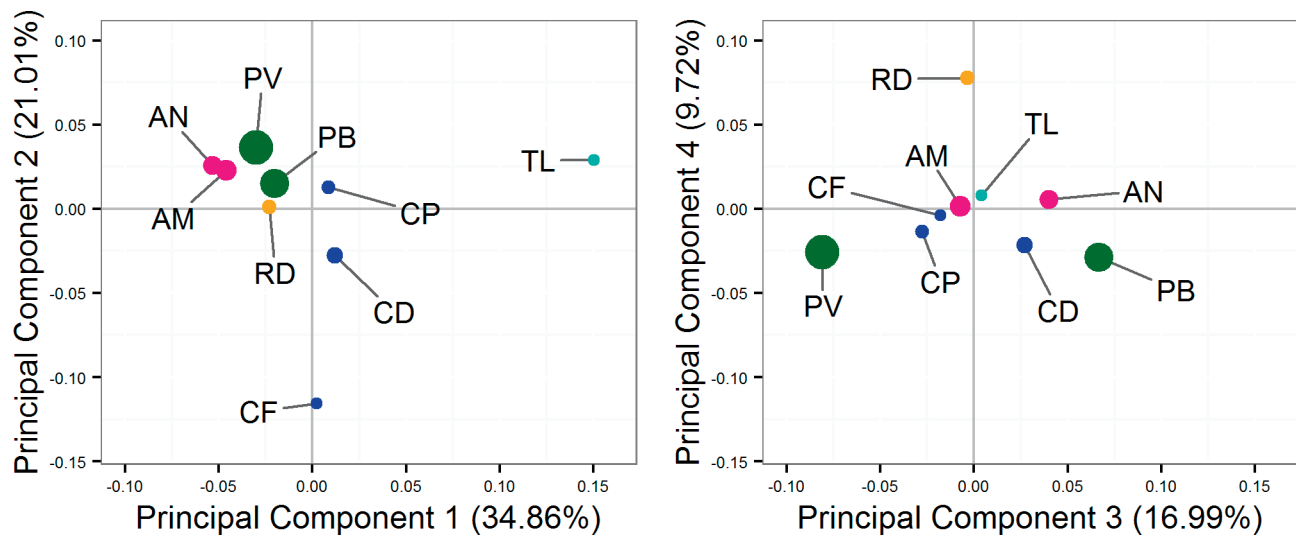 Principal Component 2 (21.01%)
0.10
0.05
0.00
-0.05
-0.10
-0.15
PV
AN
PB
TL
AM
CP
RD
CD
CF
-0.10
-0.05
0.00
0.05
0.10
0.15
Principal Component 1 (34.86%)
Principal Component 4 (9.72%)
0.10
0.05
0.00
-0.05
-0.10
-0.15
RD
TL
AM
CF
AN
CP
PV
CD
PB
-0.10
-0.05
0.00
0.05
0.10
0.15
Principal Component 3 (16.99%)